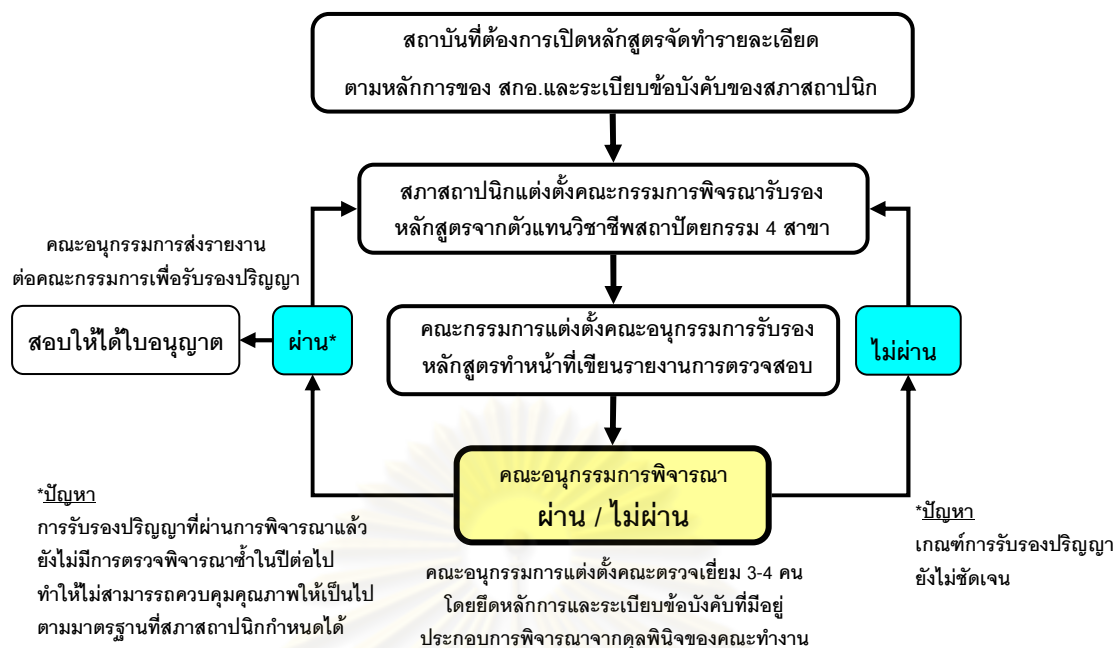 สถาบันที่ต้องการเปิดหลักสูตรจัดทำรายละเอียด
ตามหลักการของ สกอ.และระเบียบข้อบังคับของสภาสถาปนิก
สภาสถาปนิกแต่งตั้งคณะกรรมการพิจรณารับรอง
หลักสูตรจากตัวแทนวิชาชีพสถาปัตยกรรม 4 สาขา
คณะอนุกรรมการส่งรายงาน
ต่อคณะกรรมการเพื่อรับรองปริญญา
สอบให้ได้ใบอนุญาต
ผ่าน*
คณะกรรมการแต่งตั้งคณะอนุกรรมการรับรอง
หลักสูตรทำหน้าที่เขียนรายงานการตรวจสอบ
ไม่ผ่าน
คณะอนุกรรมการพิจารณา
ผ่าน / ไม่ผ่าน
*ปัญหา
การรับรองปริญญาที่ผ่านการพิจารณาแล้ว
ยังไม่มีการตรวจพิจารณาซ้ำในปีต่อไป
ทำให้ไม่สามารรถควบคุมคุณภาพให้เป็นไป
ตามมาตรฐานที่สภาสถาปนิกกำหนดได้
คณะอนุกรรมการแต่งตั้งคณะตรวจเยี่ยม 3-4 คน
โดยยึดหลักการและระเบียบข้อบังคับที่มีอยู่
ประกอบการพิจารณาจากดุลพินิจของคณะทำงาน
*ปัญหา
เกณฑ์การรับรองปริญญา
ยังไม่ชัดเจน